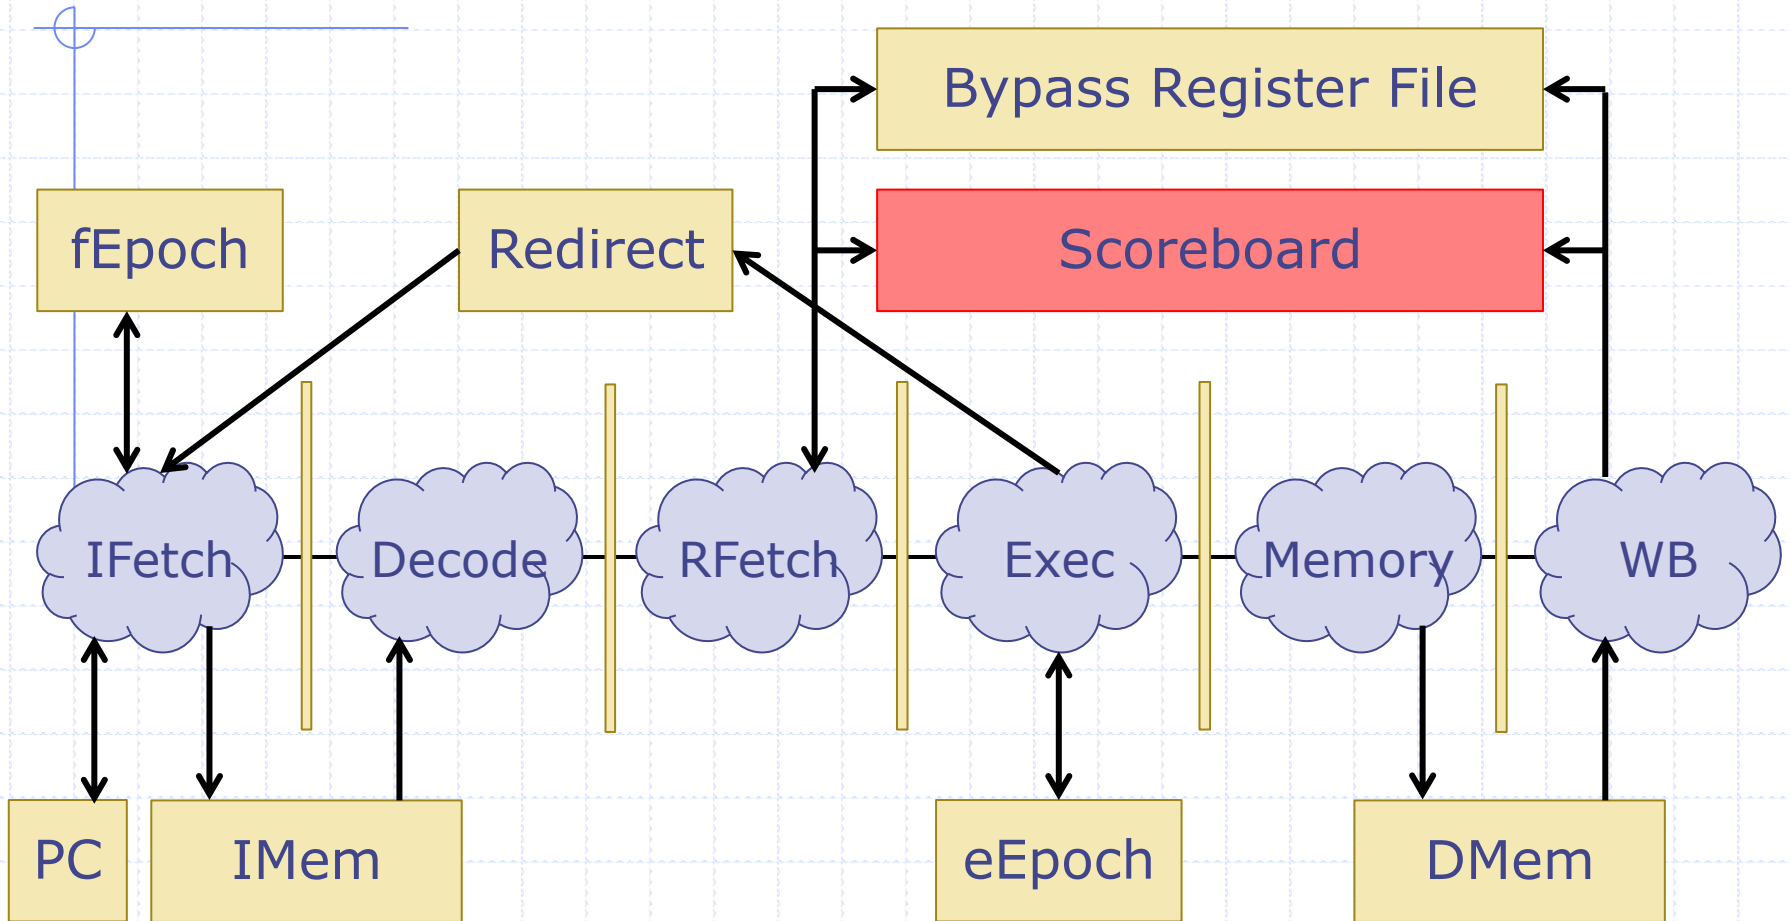 Bypass Register File
fEpoch
Redirect
Scoreboard
IFetch
Decode
RFetch
Exec
Memory
WB
PC
IMem
eEpoch
DMem